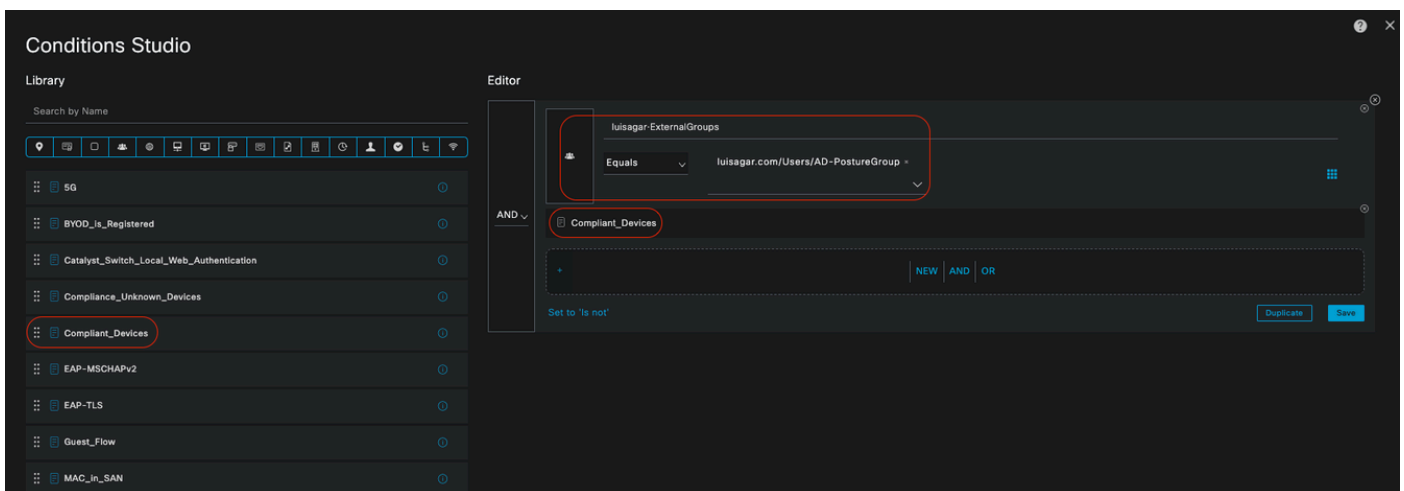 Conditions Studio
Library
Search by Name
5G
BYOD_is_Registered
Catalyst_Switch_Local_Web_Authentication
Compliance_Unknown_Devices
Compliant_Devices
EAP-MSCHAPv2
EAP-TLS
Guest_Flow
MAC_in_SAN
Editor
AND
luisagar·ExternalGroups
Equals luisagar.com/Users/AD-PostureGroup
Compliant_Devices
+ NEW AND OR
Set to 'Is not' Duplicate Save